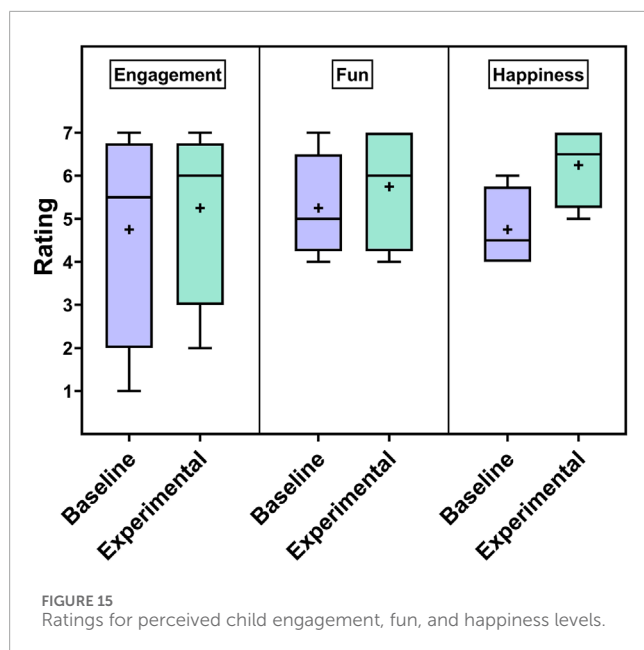 Engagement
Fun
Happiness
Rating
7
6
5
4
3
2
1
Baseline
Experimental
Baseline
Experimental
Baseline
Experimental
FIGURE 15
Ratings for perceived child engagement, fun, and happiness levels.